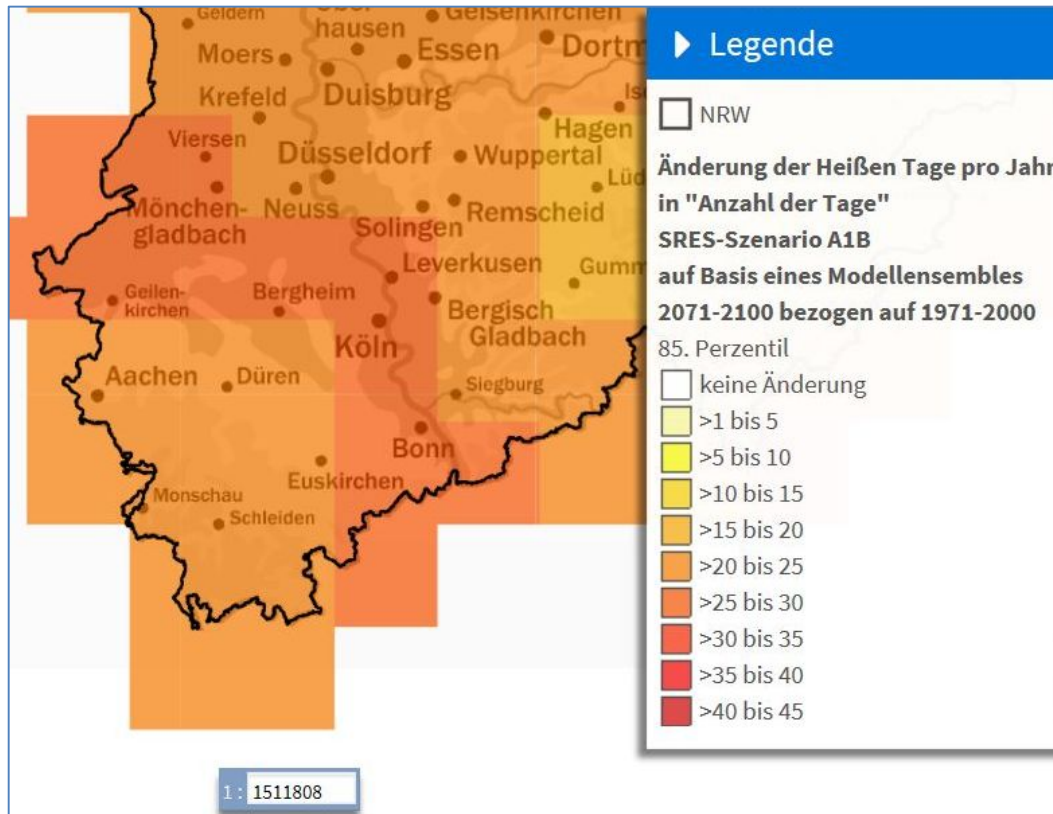 Geldern
hausen
Gelsenkirchen
Moers
Essen
Krefeld
Duisburg
Viersen
Hagen
Düsseldorf
Wuppertal
Mönchen-
gladbach
Neuss
Solingen
Remscheid
Leverkusen
Geilen-
kirchen
Bergheim
Bergisch
Gladbach
Köln
Aachen
Düren
Siegburg
Bonn
Euskirchen
Monschau
Schleiden
1 : 1511808
Legende
NRW
Änderung der Heißen Tage pro Jahr
in "Anzahl der Tage"
SRES-Szenario A1B
auf Basis eines Modellensembles
2071-2100 bezogen auf 1971-2000
85. Perzentil
keine Änderung
>1 bis 5
>5 bis 10
>10 bis 15
>15 bis 20
>20 bis 25
>25 bis 30
>30 bis 35
>35 bis 40
>40 bis 45